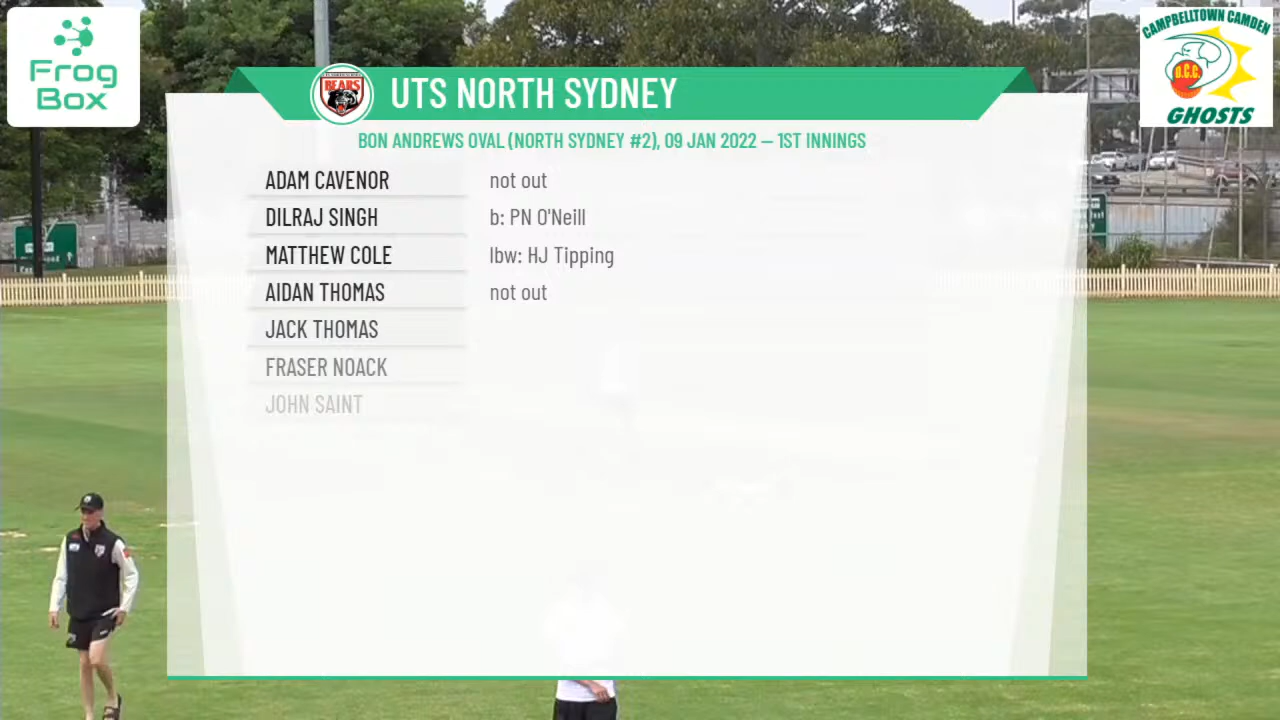 Frog
Box
CAMPBELLTOWN CAMDEN
D.C.C.
GHOSTS
BEARS
UTS NORTH SYDNEY
BON ANDREWS OVAL (NORTH SYDNEY #2), 09 JAN 2022 – 1ST INNINGS
ADAM CAVENOR not out
DILRAJ SINGH b: PN O'Neill
MATTHEW COLE lbw: HJ Tipping
AIDAN THOMAS not out
JACK THOMAS
FRASER NOACK
JOHN SAINT